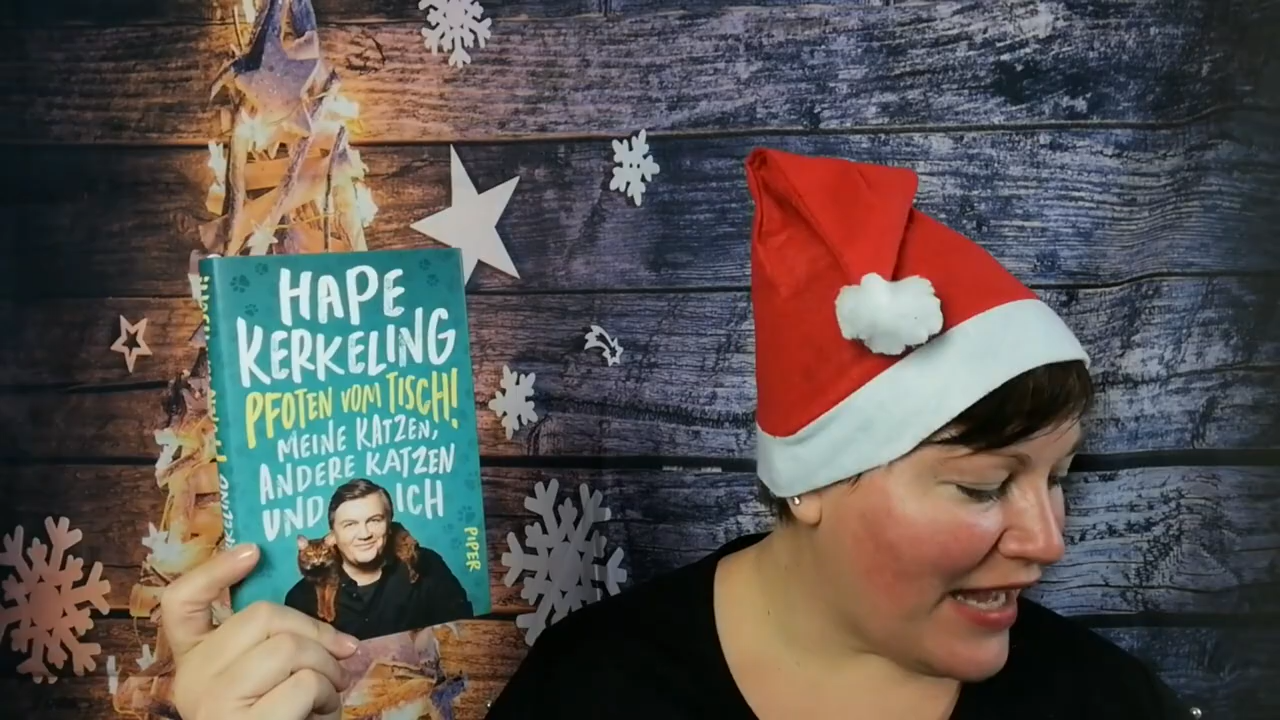 HAPE
KERKELING
PFOTEN VOM TISCH!
MEINE KATZEN,
ANDERE KATZEN
UND ICH
PIPER